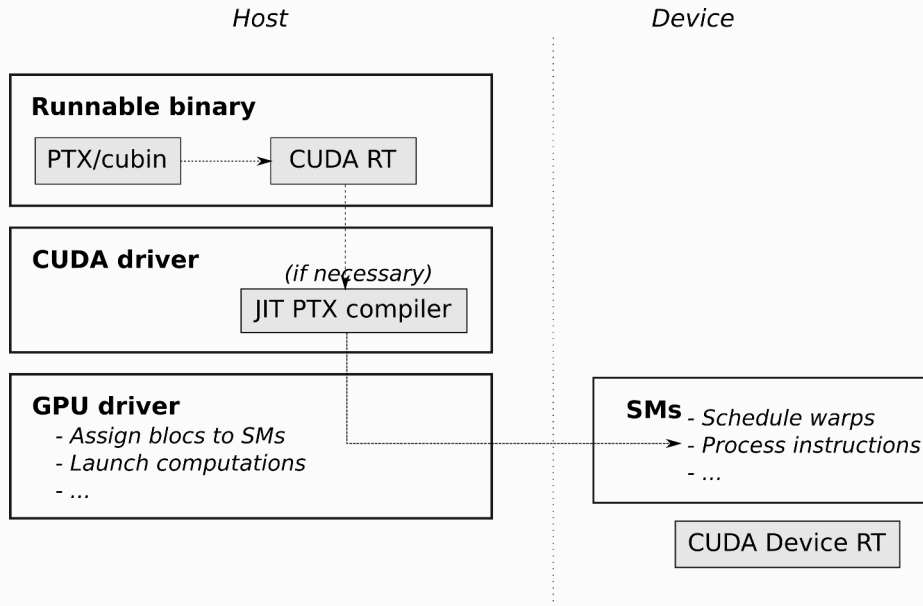 Host
Device
Runnable binary
PTX/cubin
CUDA RT
CUDA driver
(if necessary)
JIT PTX compiler
GPU driver
- Assign blocs to SMs
- Launch computations
- ...
SMs
- Schedule warps
- Process instructions
- ...
CUDA Device RT